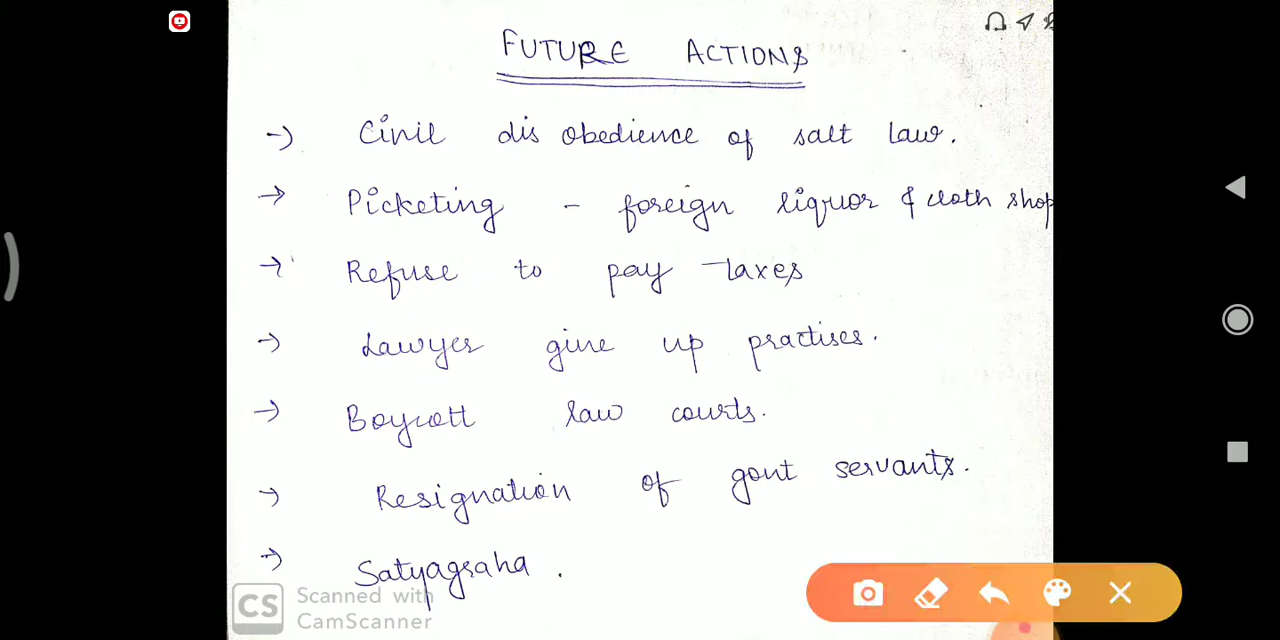 FUTURE ACTIONS
→ Civil dis obedience of salt law.
→ Picketing - foreign liquor & cloth shop
→ Refuse to pay taxes
→ Lawyer give up practises.
→ Boycott law courts.
→ Resignation of govt servants.
→ Satyagraha.
CS Scanned with
CamScanner